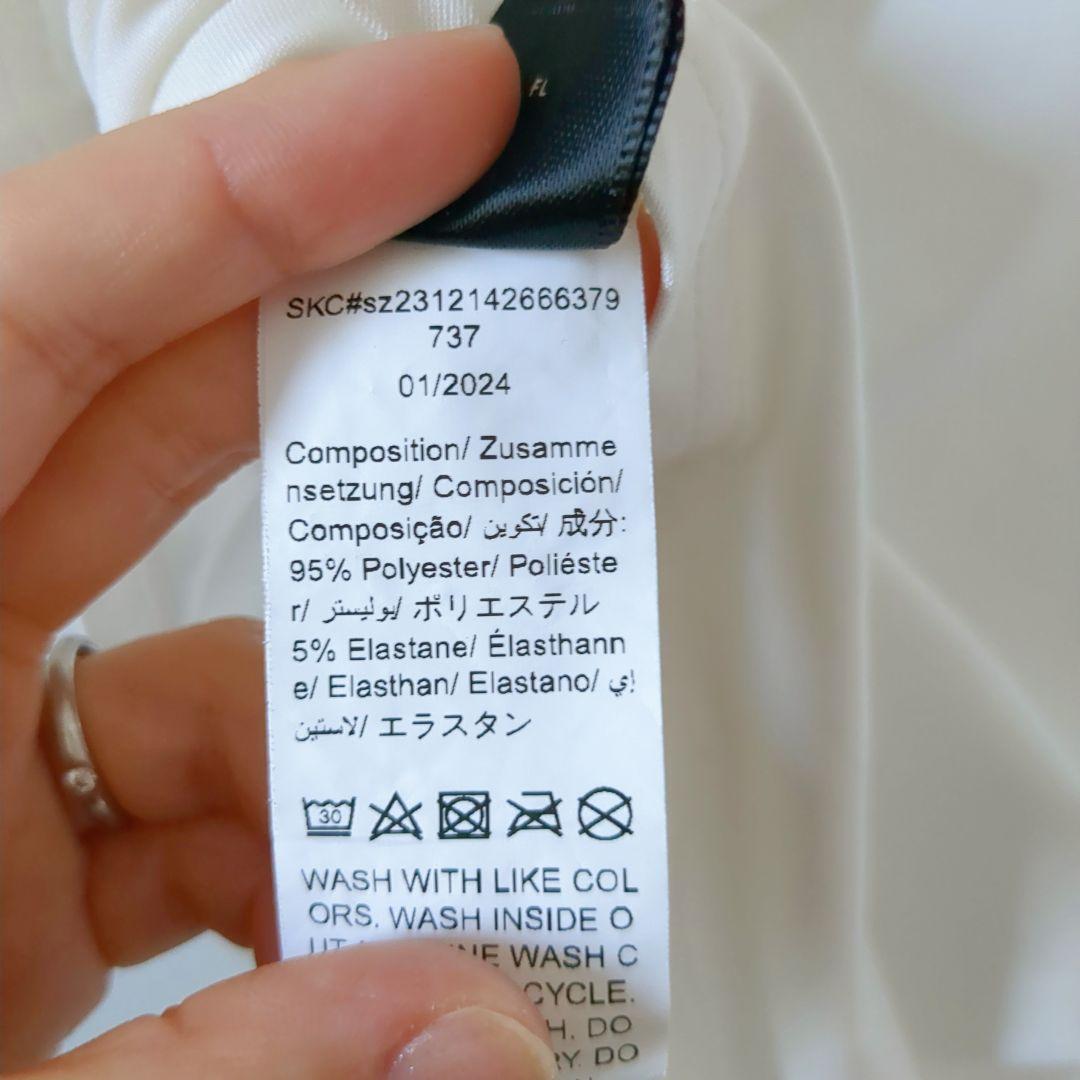 FL
SKC#sz2312142666379
737
01/2024
Composition/ Zusamme
nsetzung/ Composición/
Composição/ تكوين/ 成分:
95% Polyester/ Poliéste
r/ بوليستر/ ポリエステル
5% Elastane/ Élasthann
e/ Elasthan/ Elastano/ إي
لاستين/ エラスタン
30
WASH WITH LIKE COL
ORS. WASH INSIDE O
UT WASH C
CYCLE.
DO
DO